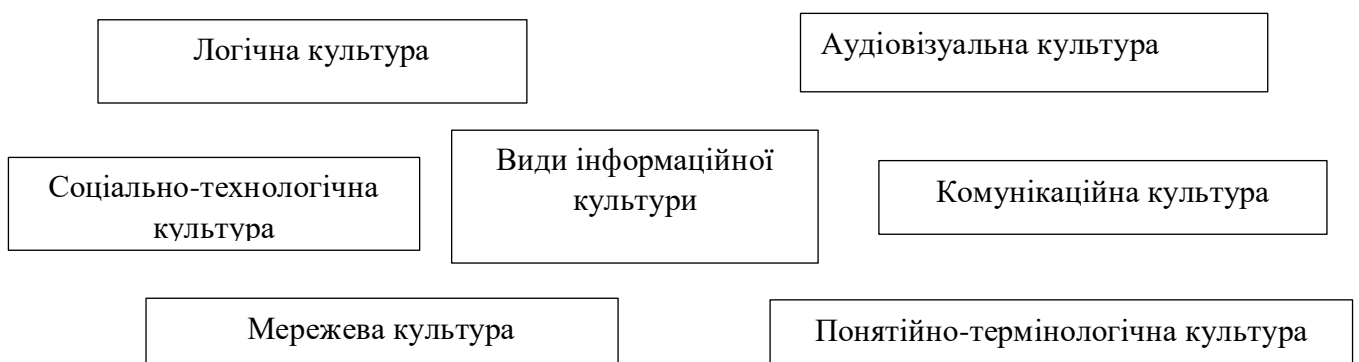 Логічна культура
Аудіовізуальна культура
Соціально-технологічна
культура
Види інформаційної
культури
Комунікаційна культура
Мережева культура
Понятійно-термінологічна культура